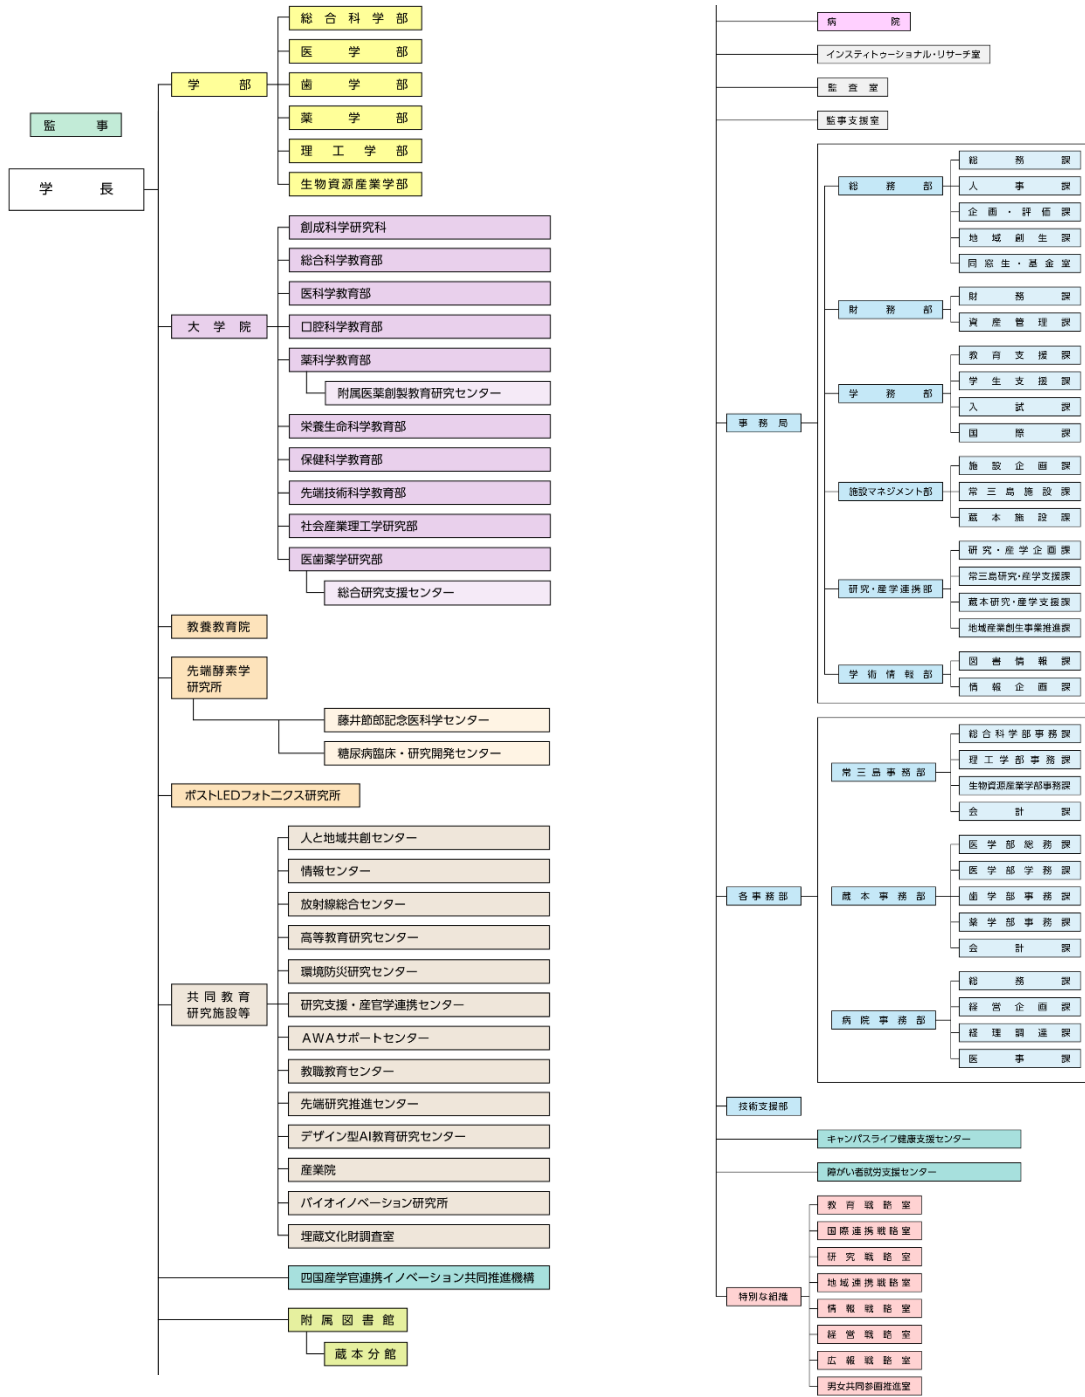 監事
学長
学部
総合科学部
医学部
歯学部
薬学部
理工学部
生物資源産業学部
大学院
創成科学研究科
総合科学教育部
医科学教育部
口腔科学教育部
薬科学教育部
附属医薬創製教育研究センター
栄養生命科学教育部
保健科学教育部
先端技術科学教育部
社会産業理工学研究部
医歯薬学研究部
総合研究支援センター
教養教育院
先端酵素学
研究所
藤井節郎記念医科学センター
糖尿病臨床・研究開発センター
ポストLEDフォトニクス研究所
共同教育
研究施設等
人と地域共創センター
情報センター
放射線総合センター
高等教育研究センター
環境防災研究センター
研究支援・産官学連携センター
AWAサポートセンター
教職教育センター
先端研究推進センター
デザイン型AI教育研究センター
産業院
バイオイノベーション研究所
埋蔵文化財調査室
四国産学官連携イノベーション共同推進機構
附属図書館
蔵本分館
病院
インスティトゥーショナル・リサーチ室
監査室
監事支援室
事務局
総務部
総務課
人事課
企画・評価課
地域創生課
同窓生・基金室
財務部
財務課
資産管理課
学務部
教育支援課
学生支援課
入試課
国際課
施設マネジメント部
施設企画課
常三島施設課
蔵本施設課
研究・産学連携部
研究・産学企画課
常三島研究・産学支援課
蔵本研究・産学支援課
地域産業創生事業推進課
学術情報部
図書情報課
情報企画課
各事務部
常三島事務部
総合科学部事務課
理工学部事務課
生物資源産業学部事務課
会計課
蔵本事務部
医学部総務課
医学部学務課
歯学部事務課
薬学部事務課
会計課
病院事務部
総務課
経営企画課
経理調達課
医事課
技術支援部
キャンパスライフ健康支援センター
障がい者就労支援センター
特別な組織
教育戦略室
国際連携戦略室
研究戦略室
地域連携戦略室
情報戦略室
経営戦略室
広報戦略室
男女共同参画推進室